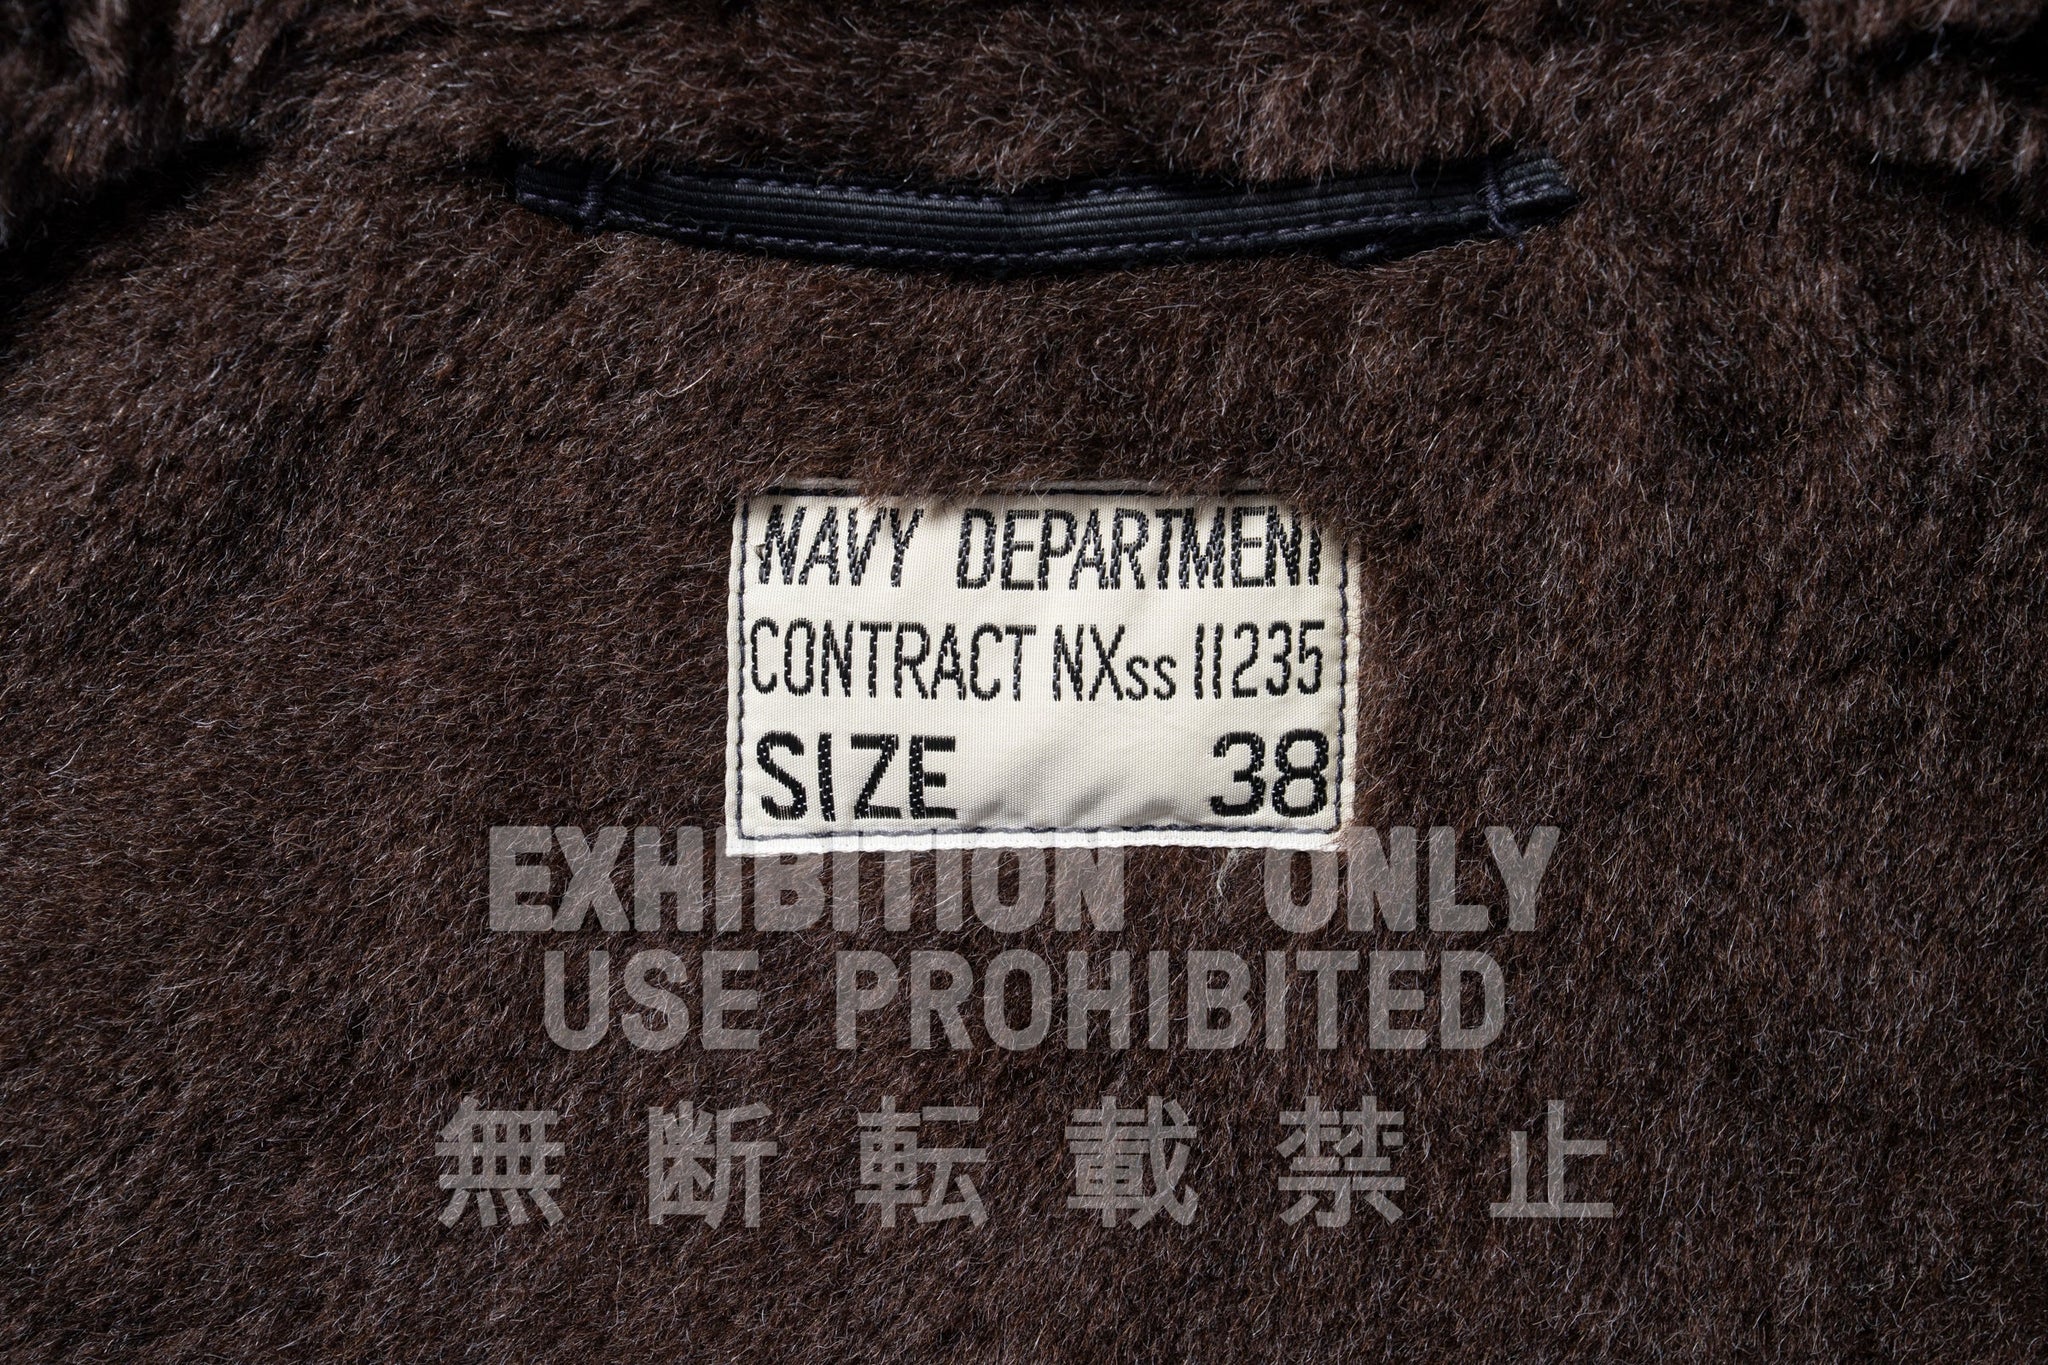 NAVY DEPARTMENT
CONTRACT NXss 11235
SIZE 38
EXHIBITION ONLY
USE PROHIBITED
無断転載禁止